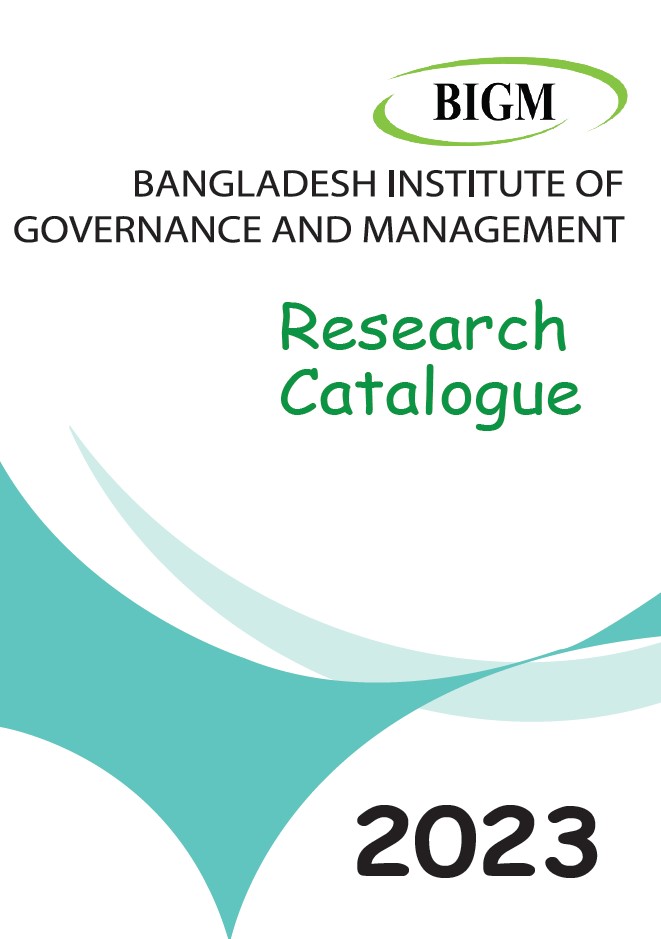 BIGM
BANGLADESH INSTITUTE OF
GOVERNANCE AND MANAGEMENT
Research
Catalogue
2023